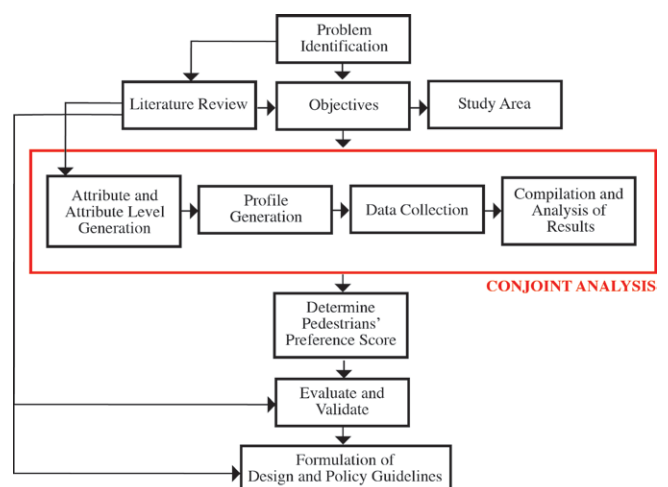 Problem
Identification
Literature Review
Objectives
Study Area
Attribute and
Attribute Level
Generation
Profile
Generation
Data Collection
Compilation and
Analysis of
Results
CONJOINT ANALYSIS
Determine
Pedestrians’
Preference Score
Evaluate and
Validate
Formulation of
Design and Policy Guidelines